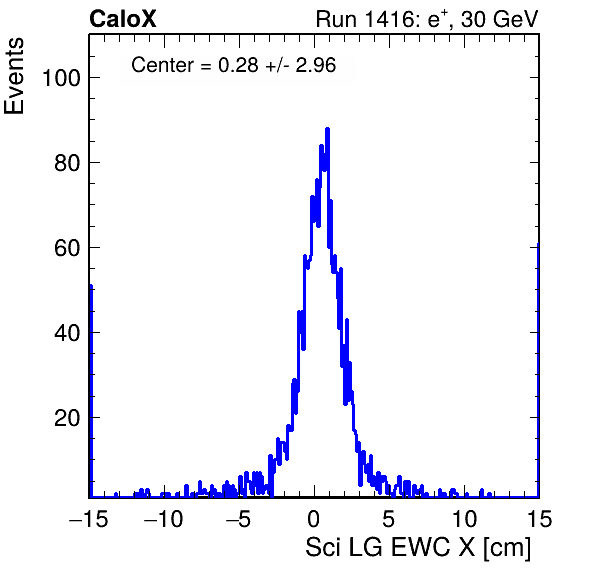 CaloX Run 1416: e⁺, 30 GeV
Center = 0.28 +/- 2.96
Events
100
80
60
40
20
−15 −10 −5 0 5 10 15
Sci LG EWC X [cm]